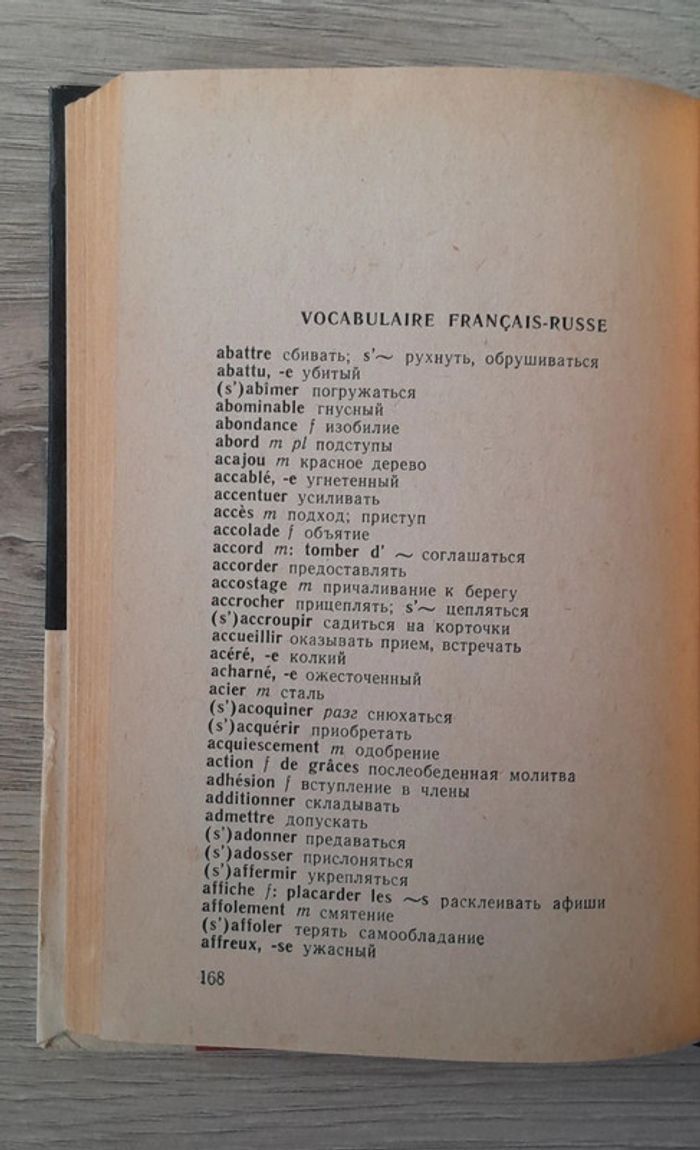 VOCABULAIRE FRANÇAIS-RUSSE
abattre сбивать; s'~ рухнуть, обрушиваться
abattu, -e убитый
(s')abîmer погружаться
abominable гнусный
abondance f изобилие
abord m pl подступы
acajou m красное дерево
accablé, -e угнетенный
accentuer усиливать
accès m подход; приступ
accolade f объятие
accord m: tomber d' ~ соглашаться
accorder предоставлять
accostage m причаливание к берегу
accrocher прицеплять; s'~ цепляться
(s')accroupir садиться на корточки
accueillir оказывать прием, встречать
acéré, -e колкий
acharné, -e ожесточенный
acier m сталь
(s')acoquiner разг снюхаться
(s')acquérir приобретать
acquiescement m одобрение
action f de grâces послеобеденная молитва
adhésion f вступление в члены
additionner складывать
admettre допускать
(s')adonner предаваться
(s')adosser прислоняться
(s')affermir укрепляться
affiche f: placarder les ~s расклеивать афиши
affolement m смятение
(s')affoler терять самообладание
affreux, -se ужасный
168